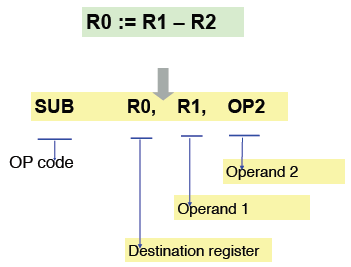 R0 := R1 – R2
SUB R0, R1, OP2
OP code
Operand 2
Operand 1
Destination register